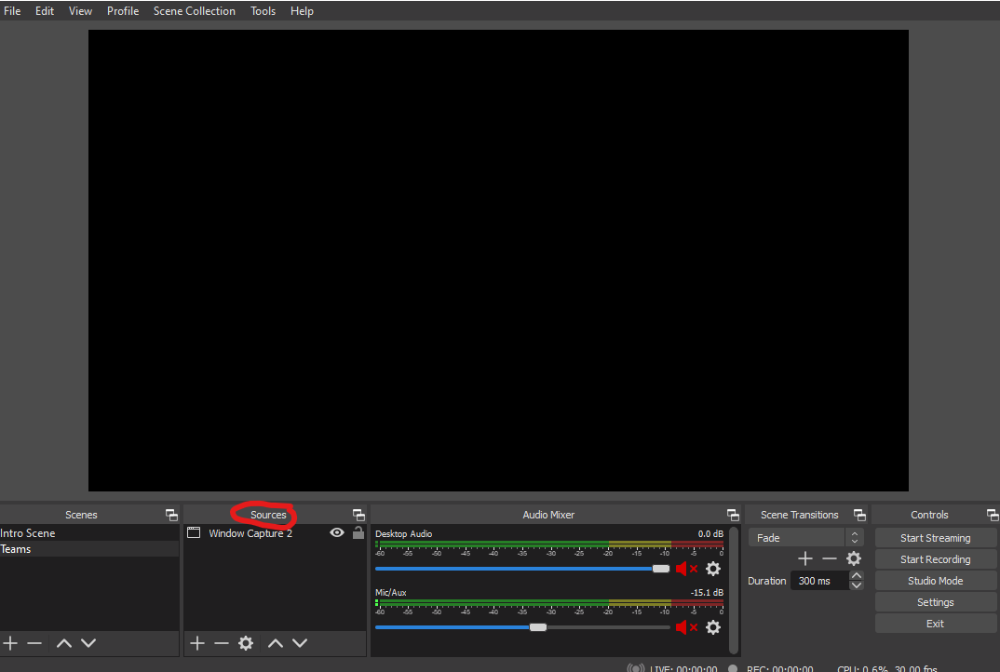 File Edit View Profile Scene Collection Tools Help
Scenes
Intro Scene
Teams
Sources
Window Capture 2
Audio Mixer
Desktop Audio 0.0 dB
-60 -55 -50 -45 -40 -35 -30 -25 -20 -15 -10 -5 0
Mic/Aux -15.1 dB
-60 -55 -50 -45 -40 -35 -30 -25 -20 -15 -10 -5 0
Scene Transitions
Fade
Duration 300 ms
Controls
Start Streaming
Start Recording
Studio Mode
Settings
Exit
LIVE: 00:00:00 REC: 00:00:00 CPU: 0.6%, 30.00 fps